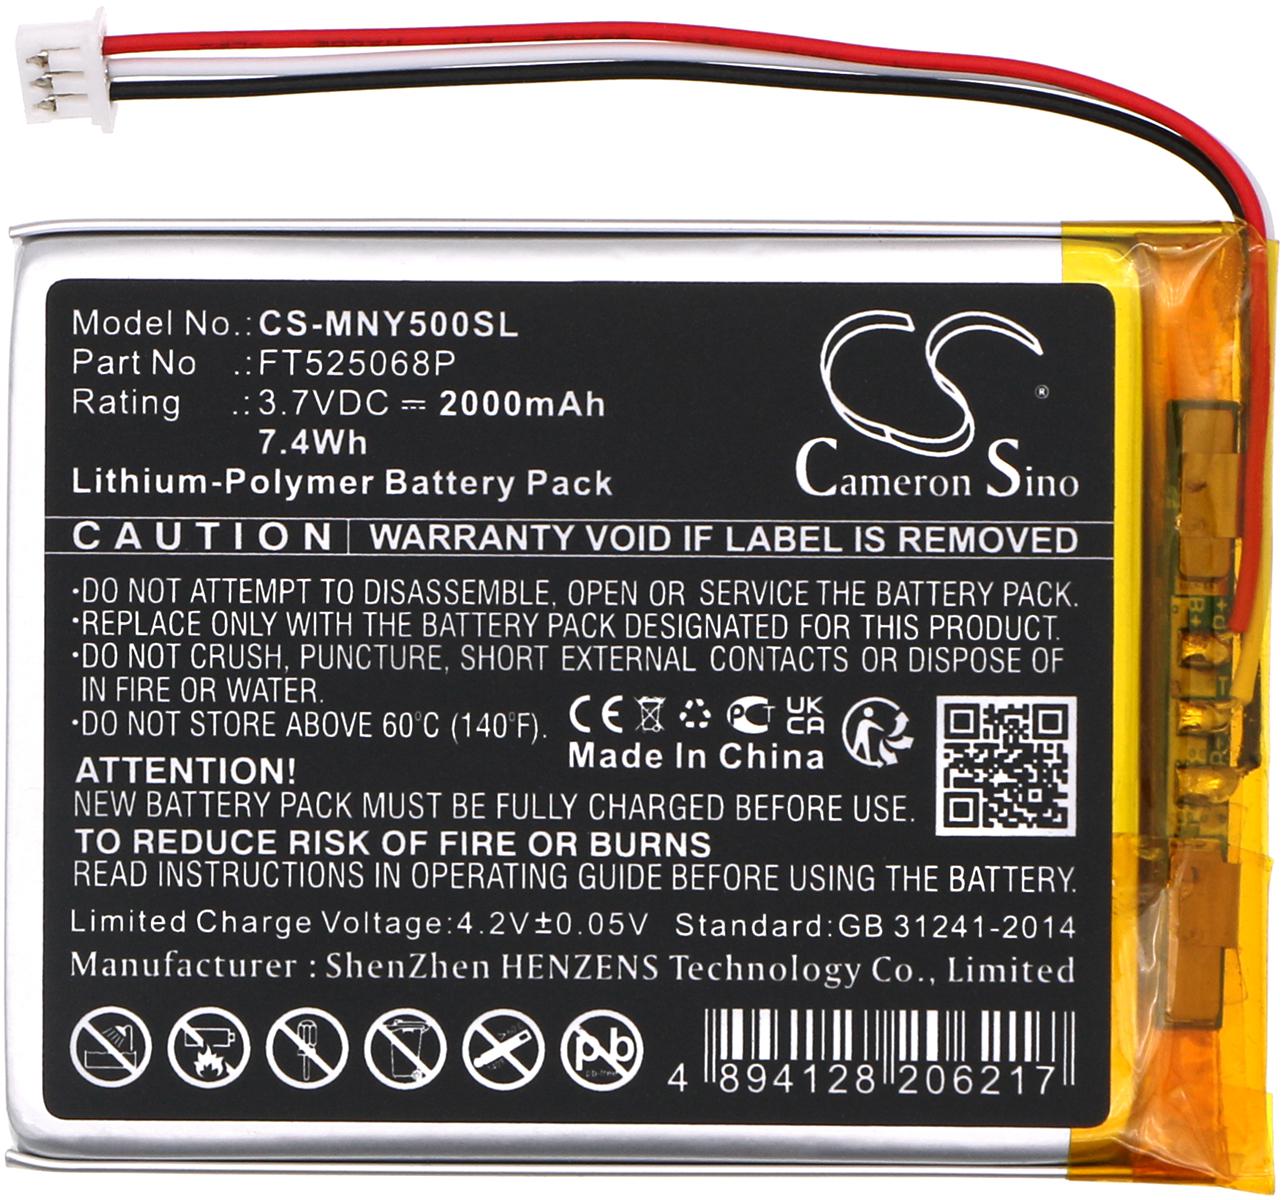 Model No.: CS-MNY500SL
Part No .: FT525068P
Rating .: 3.7VDC ⎓ 2000mAh
7.4Wh
Lithium-Polymer Battery Pack
CS
®
Cameron Sino
CAUTION WARRANTY VOID IF LABEL IS REMOVED
·DO NOT ATTEMPT TO DISASSEMBLE, OPEN OR SERVICE THE BATTERY PACK.
·REPLACE ONLY WITH THE BATTERY PACK DESIGNATED FOR THIS PRODUCT.
·DO NOT CRUSH, PUNCTURE, SHORT EXTERNAL CONTACTS OR DISPOSE OF
IN FIRE OR WATER.
·DO NOT STORE ABOVE 60°C (140°F).
CE PCT UK
CA
Made In China
ATTENTION!
NEW BATTERY PACK MUST BE FULLY CHARGED BEFORE USE.
TO REDUCE RISK OF FIRE OR BURNS
READ INSTRUCTIONS IN OPERATING GUIDE BEFORE USING THE BATTERY.
Limited Charge Voltage:4.2V±0.05V Standard:GB 31241-2014
Manufacturer : ShenZhen HENZENS Technology Co., Limited
Pb
pb-free
4 894128 206217
B+ P+